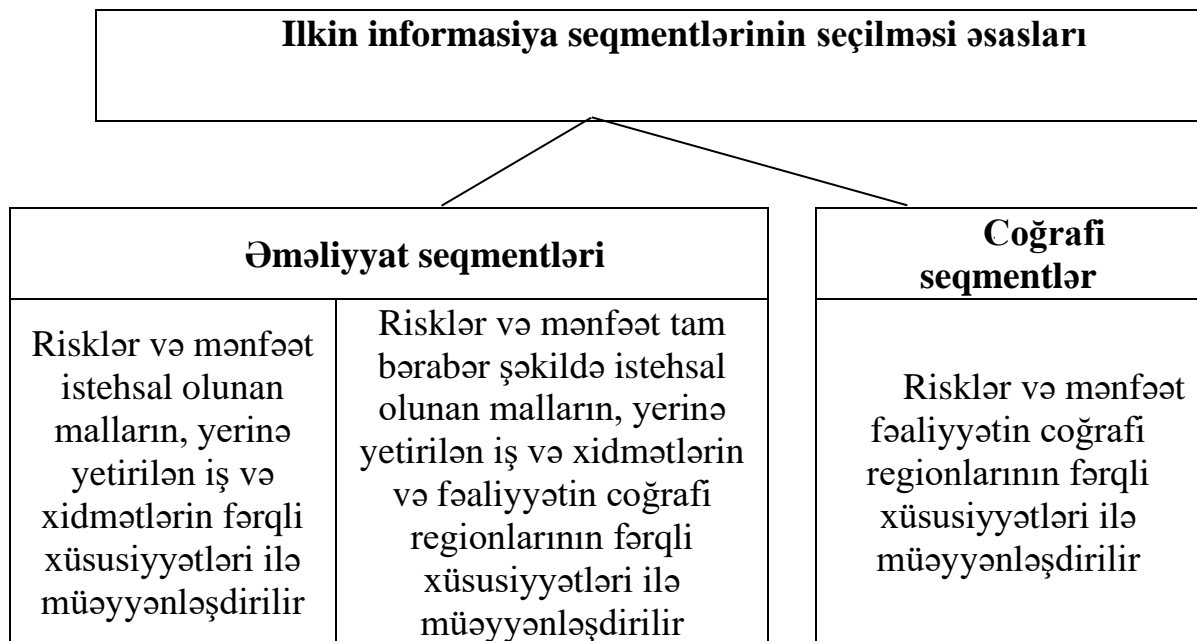 Ilkin informasiya seqmentlərinin seçilməsi əsasları
Əməliyyat seqmentləri
Risklər və mənfəət
istehsal olunan
malların, yerinə
yetirilən iş və
xidmətlərin fərqli
xüsusiyyətləri ilə
müəyyənləşdirilir
Risklər və mənfəət tam
bərabər şəkildə istehsal
olunan malların, yerinə
yetirilən iş və xidmətlərin
və fəaliyyətin coğrafi
regionlarının fərqli
xüsusiyyətləri ilə
müəyyənləşdirilir
Coğrafi
seqmentlər
Risklər və mənfəət
fəaliyyətin coğrafi
regionlarının fərqli
xüsusiyyətləri ilə
müəyyənləşdirilir